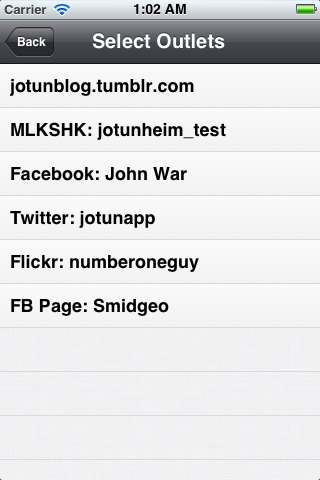 Carrier 1:02 AM
Back Select Outlets
jotunblog.tumblr.com
MLKSHK: jotunheim_test
Facebook: John War
Twitter: jotunapp
Flickr: numberoneguy
FB Page: Smidgeo